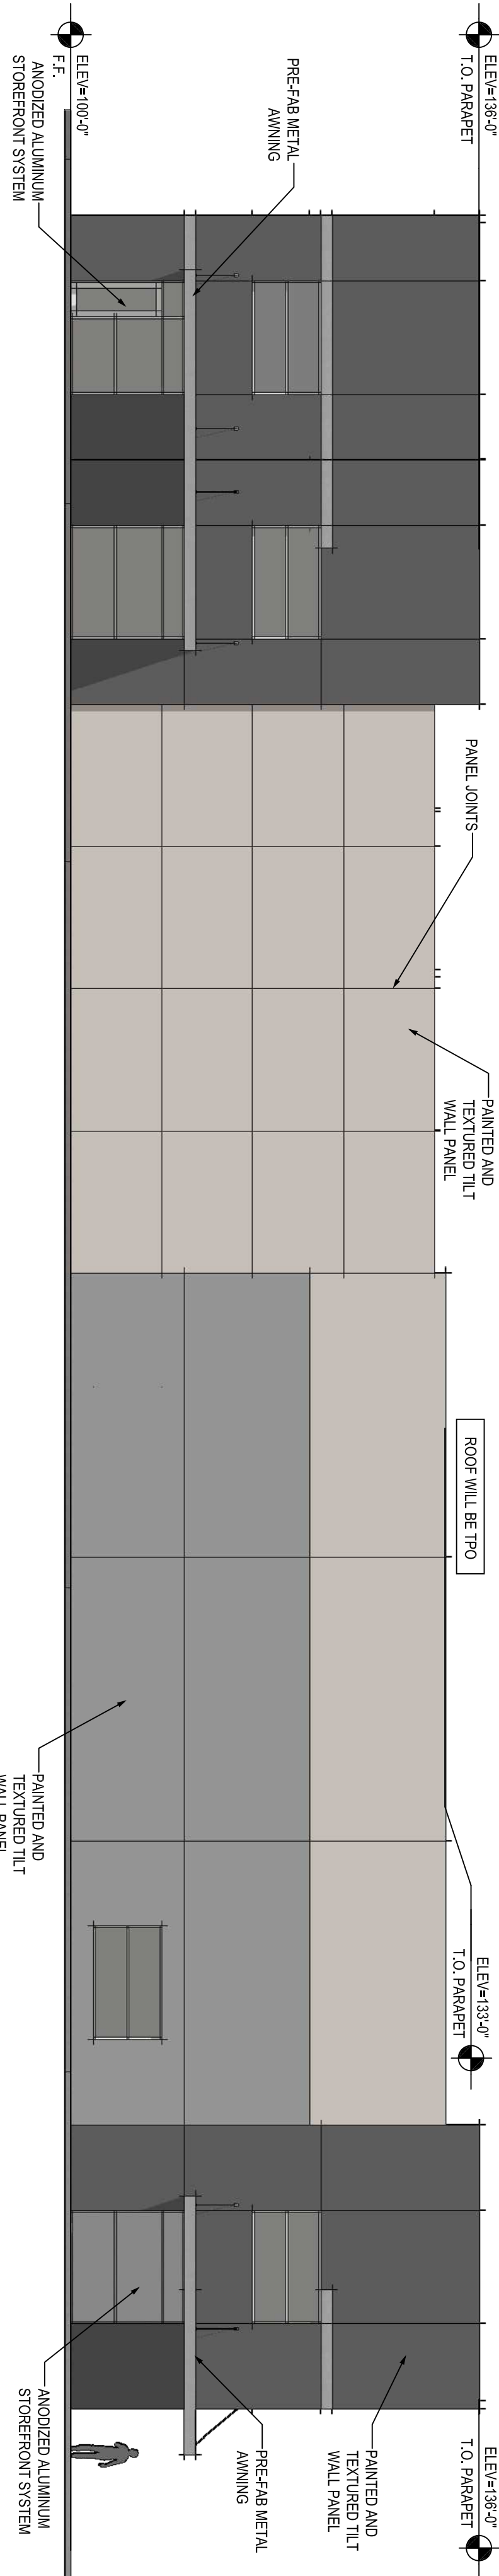 ELEV=136'-0"
T.O. PARAPET
ELEV=100'-0"
F.F.
PRE-FAB METAL
AWNING
ANODIZED ALUMINUM
STOREFRONT SYSTEM
PANEL JOINTS
PAINTED AND
TEXTURED TILT
WALL PANEL
ROOF WILL BE TPO
PAINTED AND
TEXTURED TILT
WALL PANEL
ELEV=133'-0"
T.O. PARAPET
PAINTED AND
TEXTURED TILT
WALL PANEL
PRE-FAB METAL
AWNING
ANODIZED ALUMINUM
STOREFRONT SYSTEM
ELEV=136'-0"
T.O. PARAPET